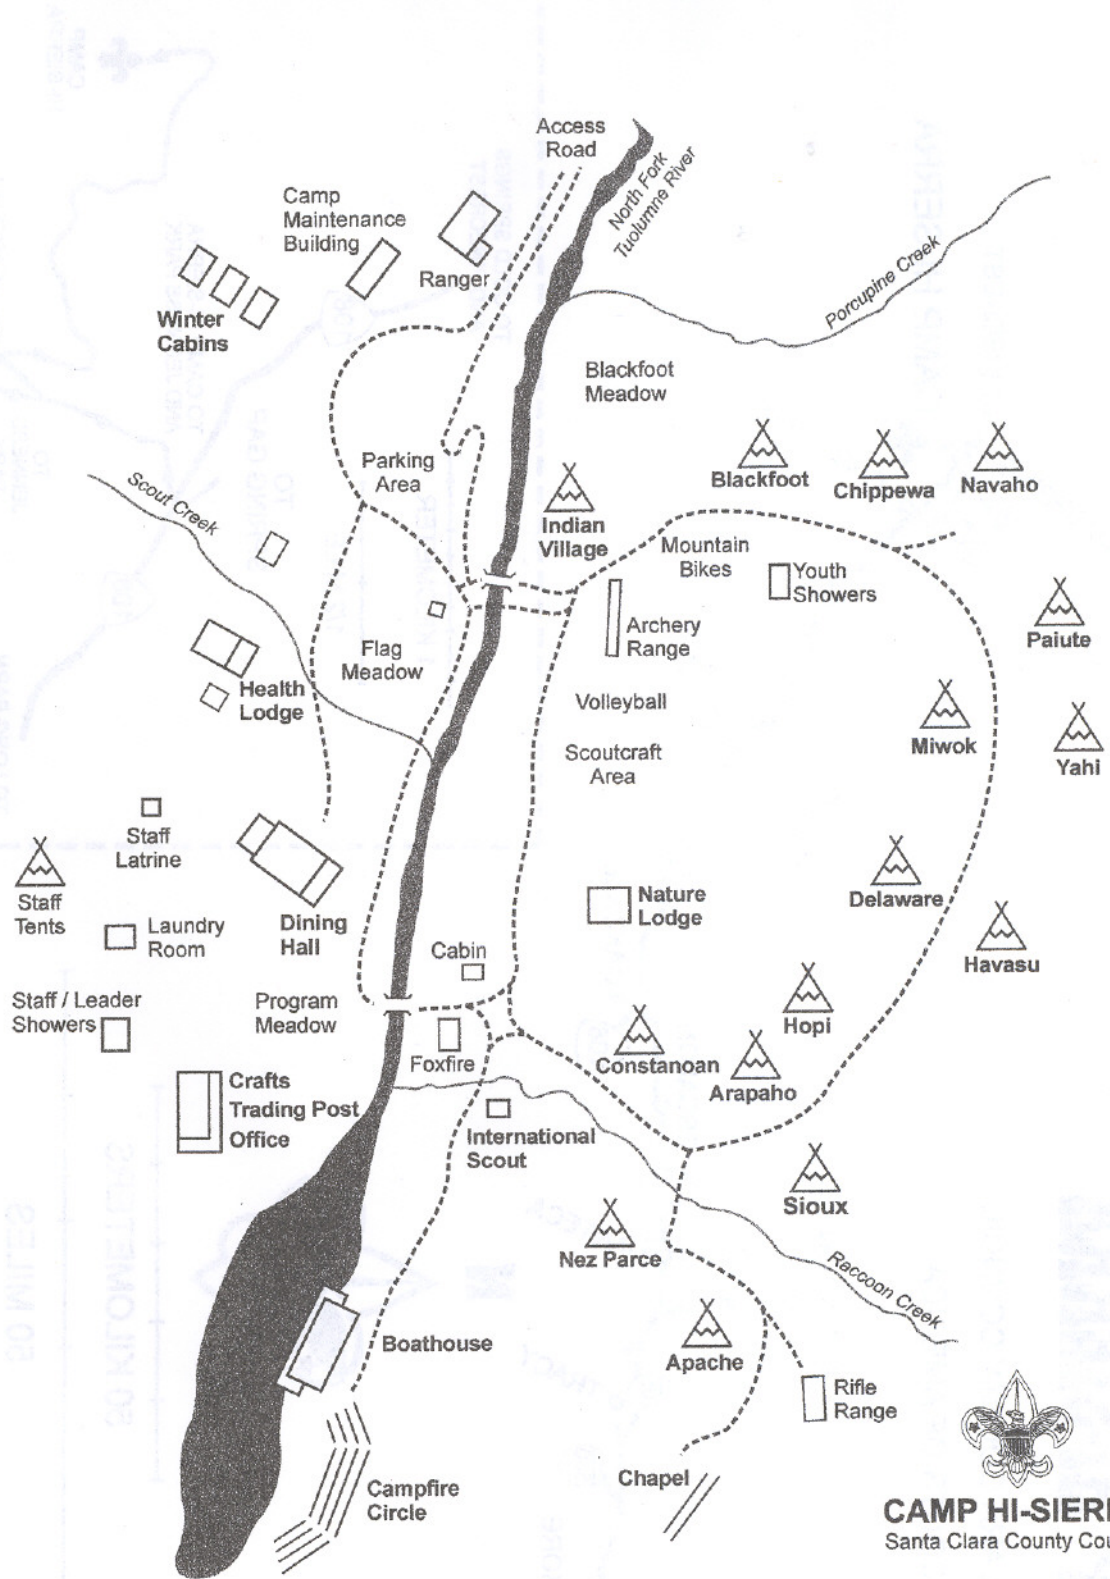 Access
Road
North Fork
Tuolumne River
Camp
Maintenance
Building
Ranger
Winter
Cabins
Porcupine Creek
Blackfoot
Meadow
Parking
Area
Scout Creek
Indian
Village
Blackfoot
Chippewa
Navaho
Mountain
Bikes
Youth
Showers
Archery
Range
Paiute
Flag
Meadow
Health
Lodge
Volleyball
Scoutcraft
Area
Miwok
Yahi
Staff
Latrine
Staff
Tents
Laundry
Room
Dining
Hall
Nature
Lodge
Delaware
Havasu
Cabin
Staff / Leader
Showers
Program
Meadow
Foxfire
Hopi
Constanoan
Arapaho
Crafts
Trading Post
Office
International
Scout
Sioux
Nez Parce
Raccoon Creek
Boathouse
Apache
Rifle
Range
Campfire
Circle
Chapel
CAMP HI-SIER
Santa Clara County Cou